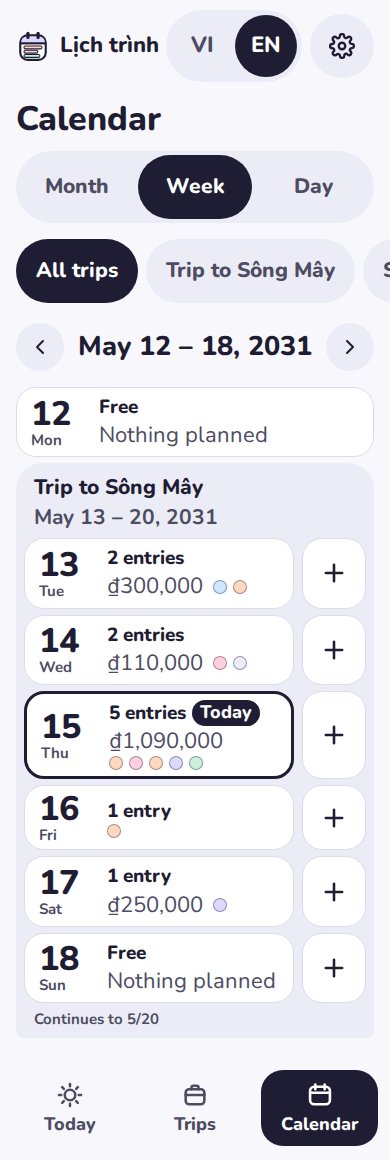 Lịch trình
VI
EN
Calendar
Month
Week
Day
All trips
Trip to Sông Mây
May 12 – 18, 2031
12
Mon
Free
Nothing planned
Trip to Sông Mây
May 13 – 20, 2031
13
Tue
2 entries
₫300,000
14
Wed
2 entries
₫110,000
15
Thu
5 entries Today
₫1,090,000
16
Fri
1 entry
17
Sat
1 entry
₫250,000
18
Sun
Free
Nothing planned
Continues to 5/20
Today
Trips
Calendar